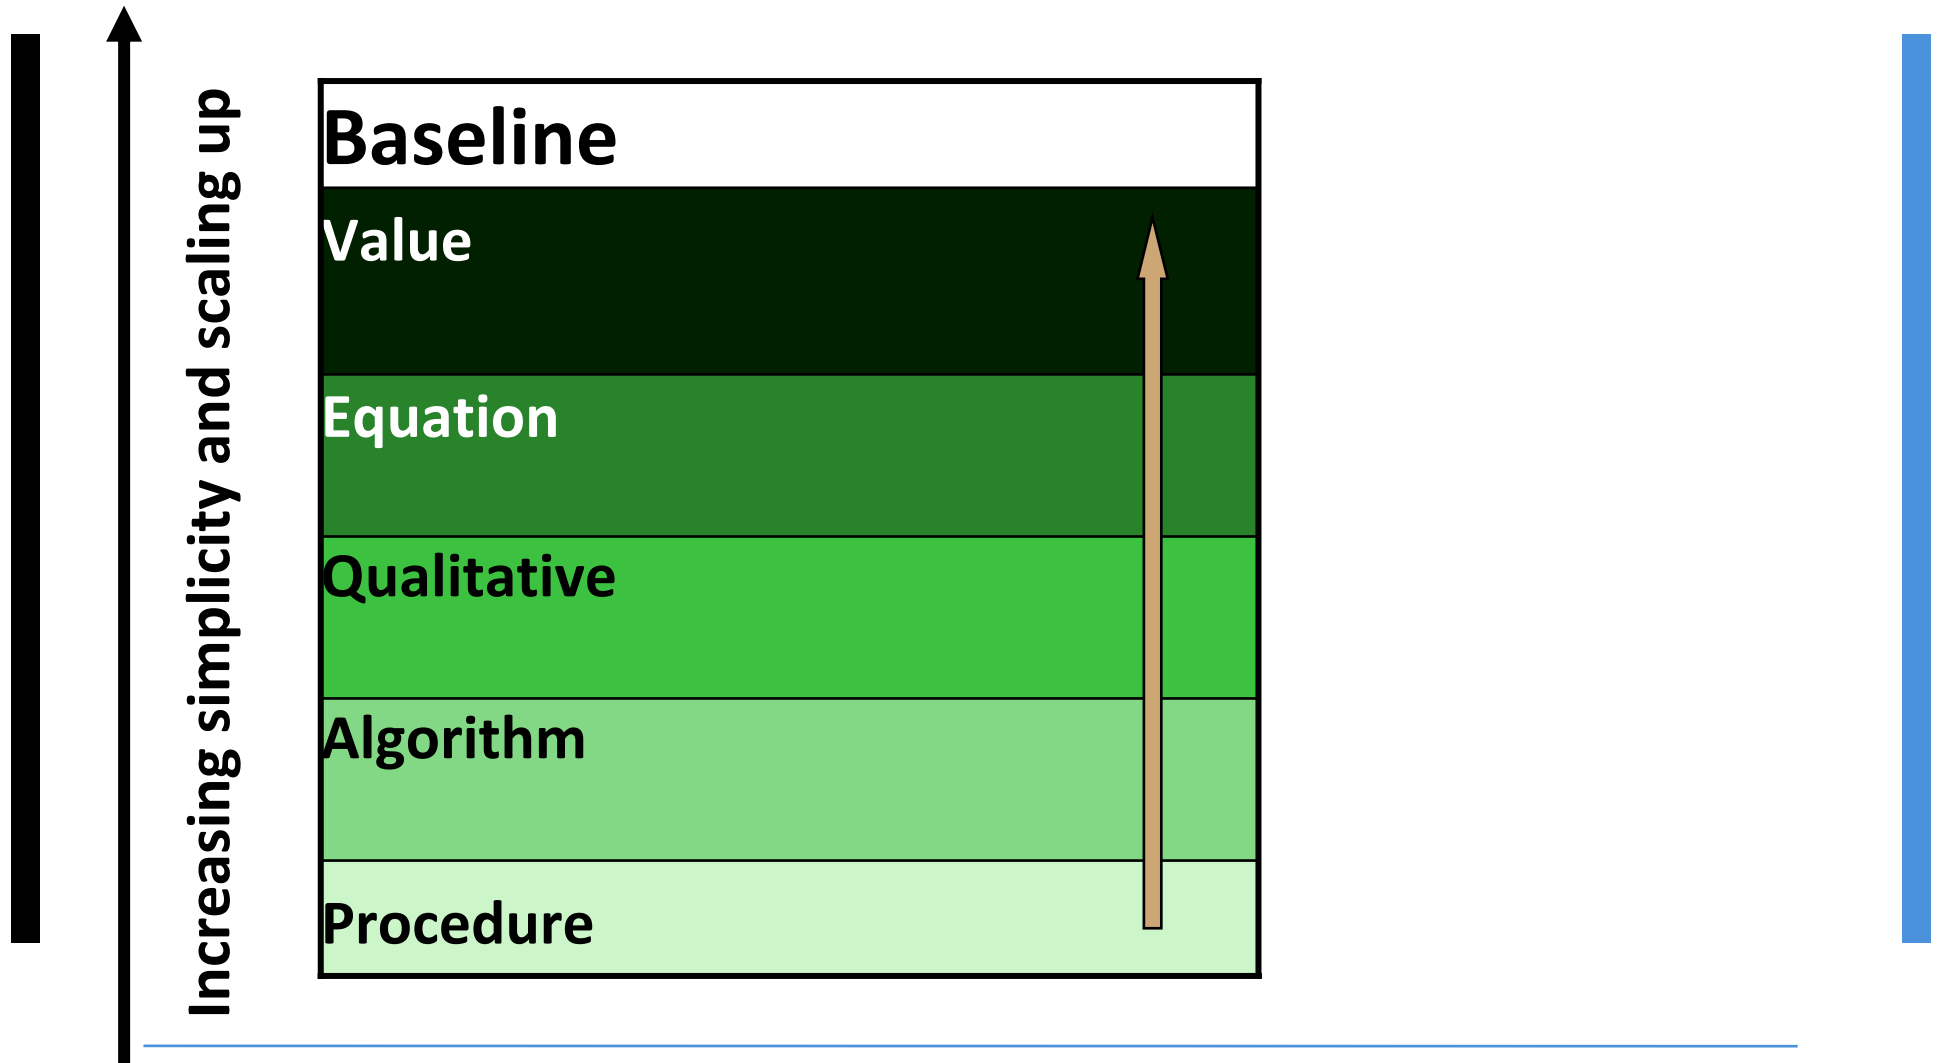 Increasing simplicity and scaling up
Baseline
Value
Equation
Qualitative
Algorithm
Procedure